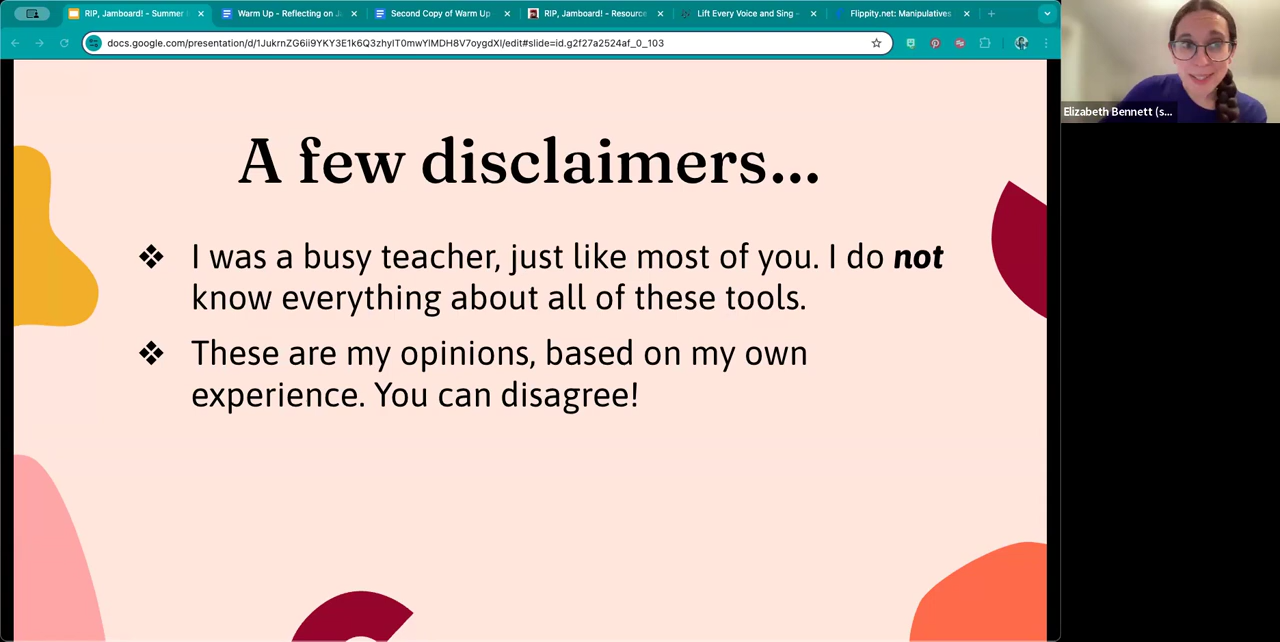 RIP, Jamboard! - Summer
Warm Up - Reflecting on J
Second Copy of Warm Up
RIP, Jamboard! - Resource
Lift Every Voice and Sing -
Flippity.net: Manipulatives
docs.google.com/presentation/d/1JukrnZG6ii9YKY3E1k6Q3zhyIT0mwYlMDH8V7oygdXI/edit#slide=id.g2f27a2524af_0_103
Elizabeth Bennett (s...
A few disclaimers...
❖ I was a busy teacher, just like most of you. I do not
know everything about all of these tools.
❖ These are my opinions, based on my own
experience. You can disagree!